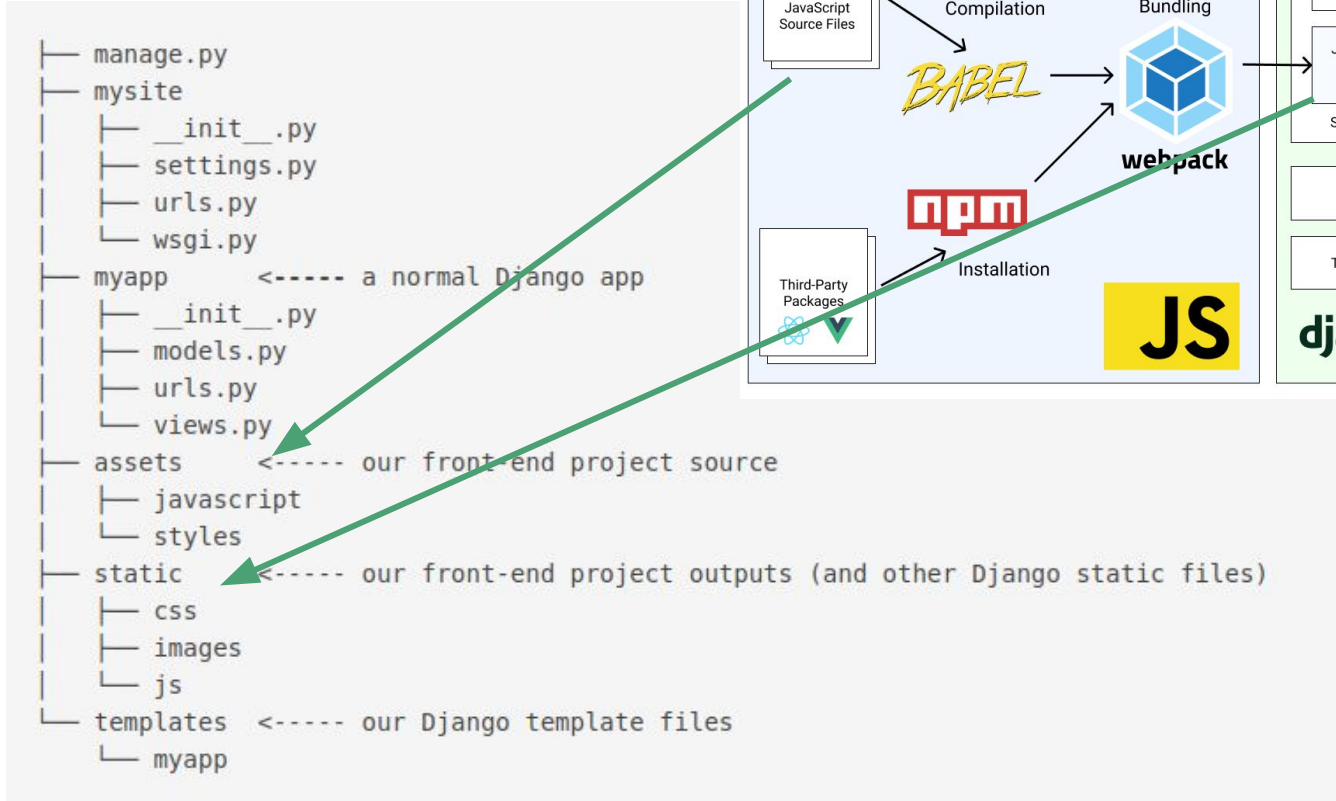 ├── manage.py
├── mysite
│   ├── __init__.py
│   ├── settings.py
│   ├── urls.py
│   └── wsgi.py
├── myapp      <----- a normal Django app
│   ├── __init__.py
│   ├── models.py
│   ├── urls.py
│   └── views.py
├── assets     <----- our front-end project source
│   ├── javascript
│   └── styles
├── static     <----- our front-end project outputs (and other Django static files)
│   ├── css
│   ├── images
│   └── js
└── templates  <----- our Django template files
    └── myapp
JavaScript
Source Files
Compilation
Bundling
BABEL
webpack
npm
Installation
Third-Party
Packages
JS